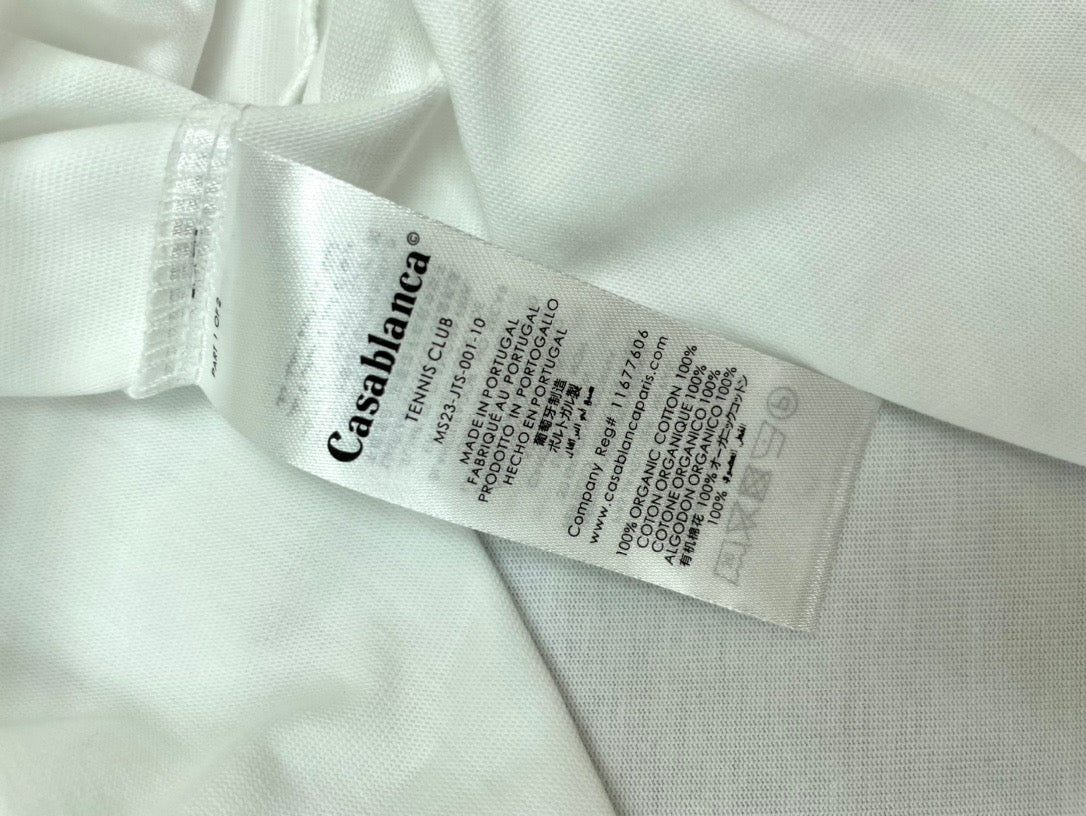 PART 1 OF 2
Casablanca©
TENNIS CLUB
MS23-JTS-001-10
MADE IN PORTUGAL
FABRIQUÉ AU PORTUGAL
PRODOTTO IN PORTOGALLO
HECHO EN PORTUGAL
葡萄牙制造
ポルトガル製
Company Reg# 11677606
www.casablancaparis.com
100% ORGANIC COTTON 100%
COTON ORGANIQUE 100%
COTONE ORGANICO 100%
ALGODON ORGANICO 100%
有机棉花 100% オーガニックコットン
100%